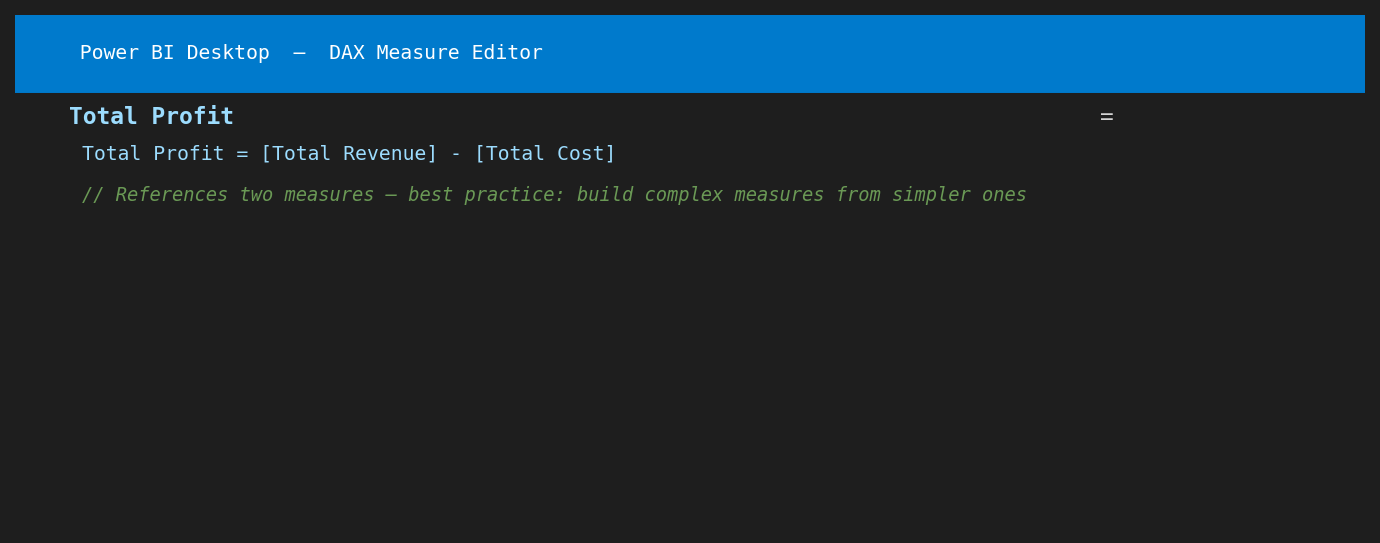 Power BI Desktop  —  DAX Measure Editor
Total Profit =
Total Profit = [Total Revenue] - [Total Cost]
// References two measures — best practice: build complex measures from simpler ones